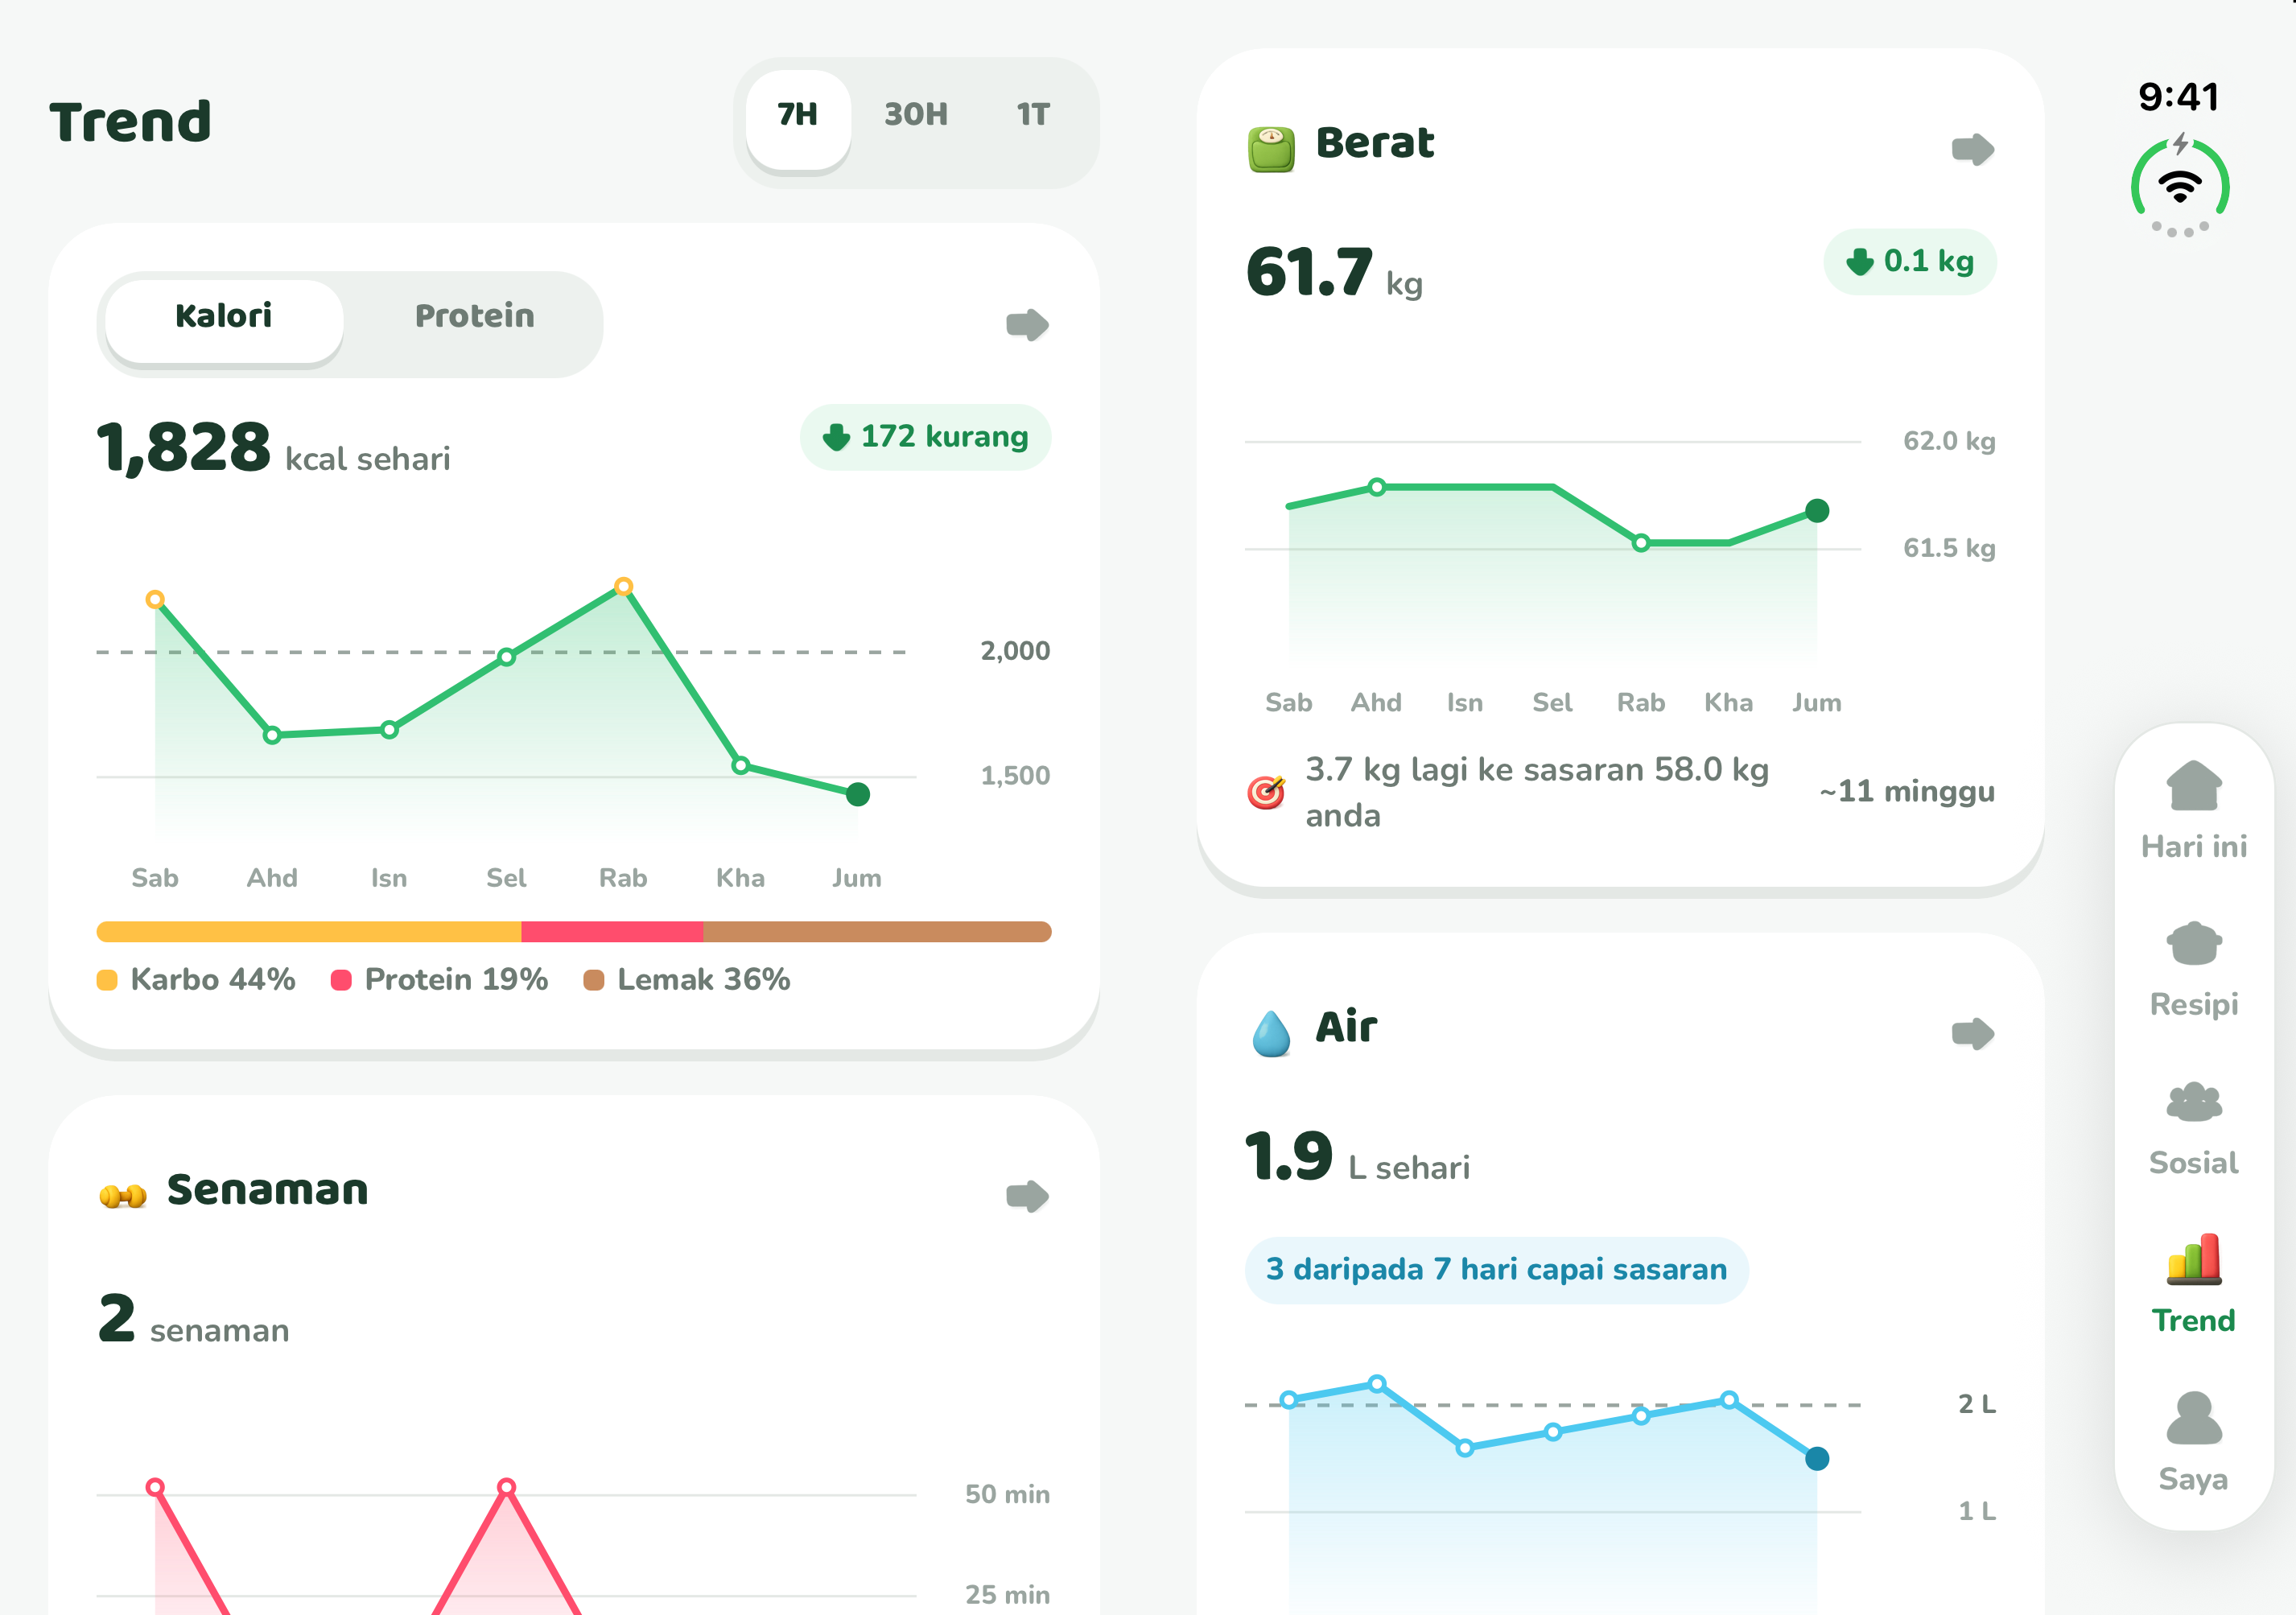 Trend
7H 30H 1T
Kalori Protein
1,828 kcal sehari
172 kurang
2,000
1,500
Sab Ahd Isn Sel Rab Kha Jum
Karbo 44% Protein 19% Lemak 36%
Senaman
2 senaman
50 min
25 min
Berat
61.7 kg
0.1 kg
62.0 kg
61.5 kg
Sab Ahd Isn Sel Rab Kha Jum
3.7 kg lagi ke sasaran 58.0 kg
anda
~11 minggu
Air
1.9 L sehari
3 daripada 7 hari capai sasaran
2 L
1 L
9:41
Hari ini
Resipi
Sosial
Trend
Saya